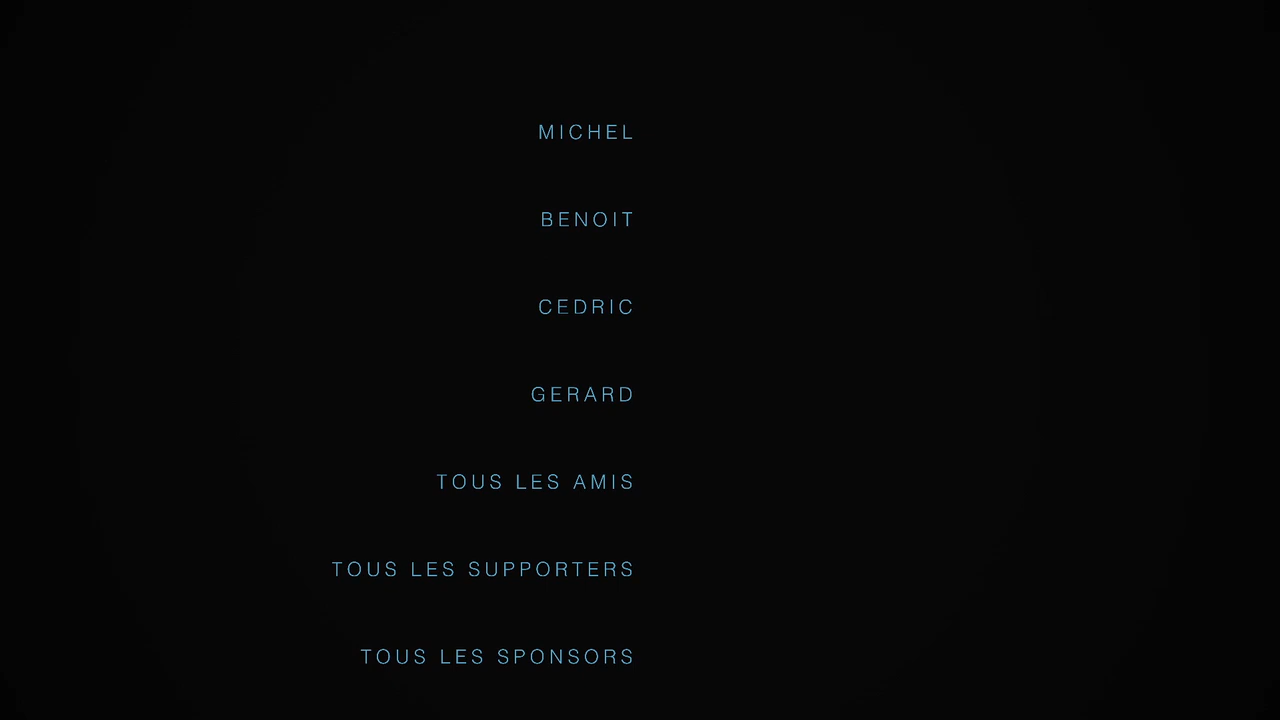 MICHEL
BENOIT
CEDRIC
GERARD
TOUS LES AMIS
TOUS LES SUPPORTERS
TOUS LES SPONSORS